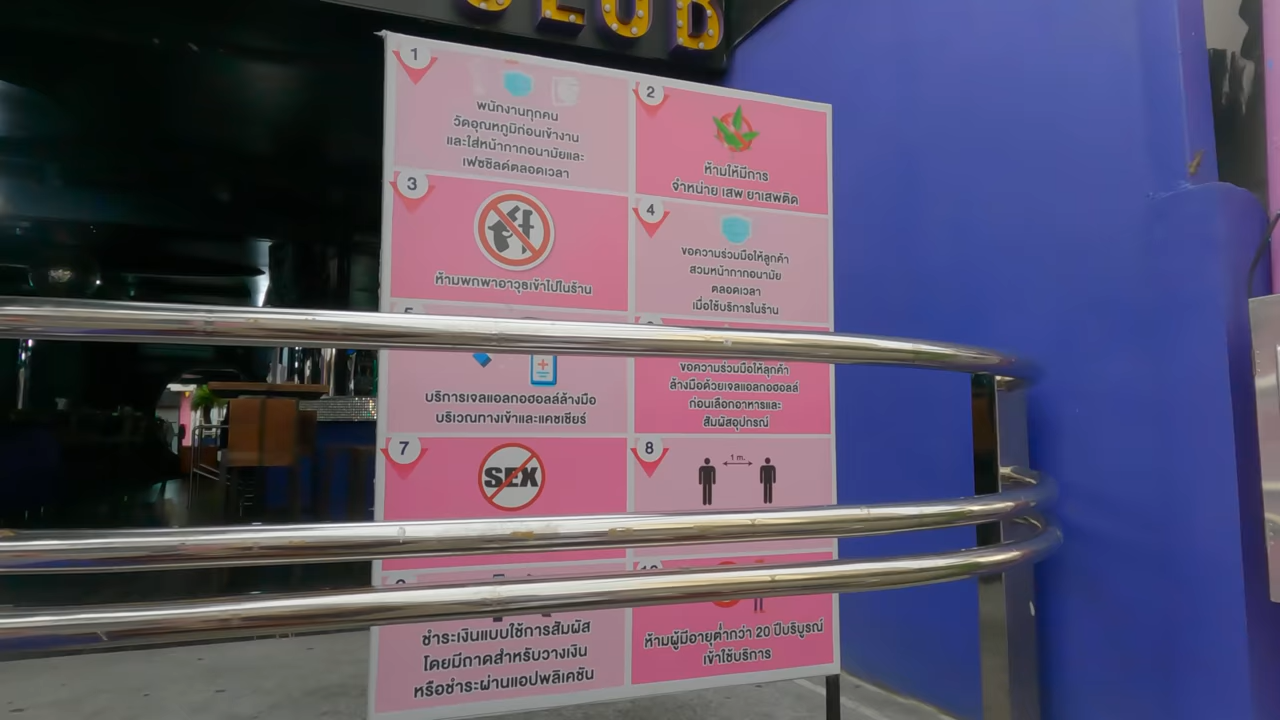 CLUB
1
พนักงานทุกคน
วัดอุณหภูมิก่อนเข้างาน
และใส่หน้ากากอนามัยและ
เฟซชิลด์ตลอดเวลา
2
ห้ามให้มีการ
จำหน่าย เสพ ยาเสพติด
3
ห้ามพกพาอาวุธเข้าไปในร้าน
4
ขอความร่วมมือให้ลูกค้า
สวมหน้ากากอนามัย
ตลอดเวลา
เมื่อใช้บริการในร้าน
5
บริการเจลแอลกอฮอล์ล้างมือ
บริเวณทางเข้าและแคชเชียร์
ขอความร่วมมือให้ลูกค้า
ล้างมือด้วยเจลแอลกอฮอล์
ก่อนเลือกอาหารและ
สัมผัสอุปกรณ์
7
SEX
8
1 m.
9
ชำระเงินแบบใช้การสัมผัส
โดยมีถาดสำหรับวางเงิน
หรือชำระผ่านแอปพลิเคชัน
10
ห้ามผู้มีอายุต่ำกว่า 20 ปีบริบูรณ์
เข้าใช้บริการ